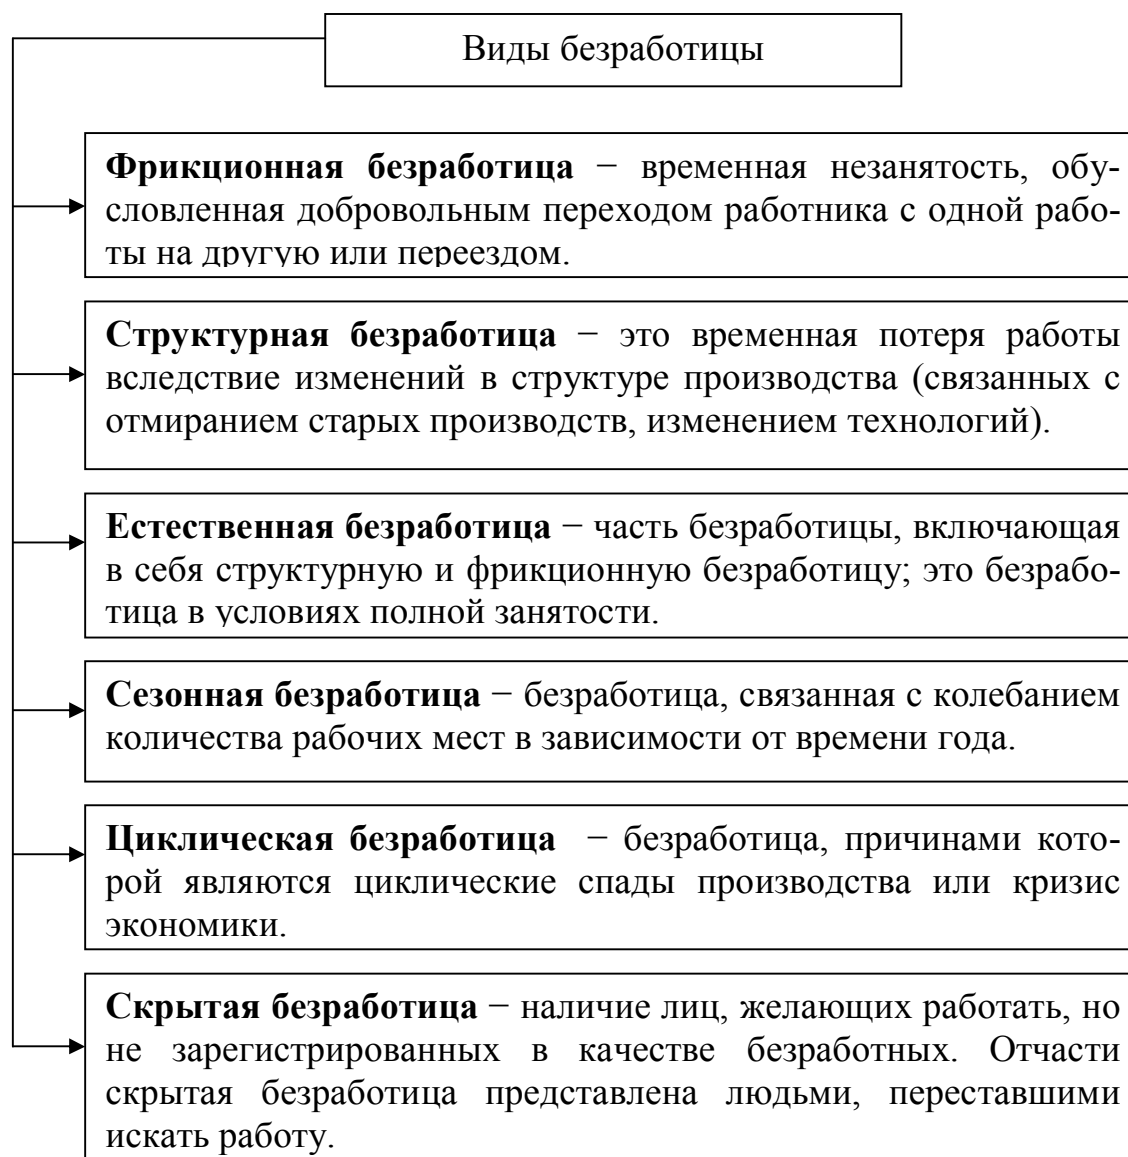 Виды безработицы
Фрикционная безработица − временная незанятость, обу-
словленная добровольным переходом работника с одной рабо-
ты на другую или переездом.
Структурная безработица − это временная потеря работы
вследствие изменений в структуре производства (связанных с
отмиранием старых производств, изменением технологий).
Естественная безработица − часть безработицы, включающая
в себя структурную и фрикционную безработицу; это безрабо-
тица в условиях полной занятости.
Сезонная безработица − безработица, связанная с колебанием
количества рабочих мест в зависимости от времени года.
Циклическая безработица − безработица, причинами кото-
рой являются циклические спады производства или кризис
экономики.
Скрытая безработица − наличие лиц, желающих работать, но
не зарегистрированных в качестве безработных. Отчасти
скрытая безработица представлена людьми, переставшими
искать работу.